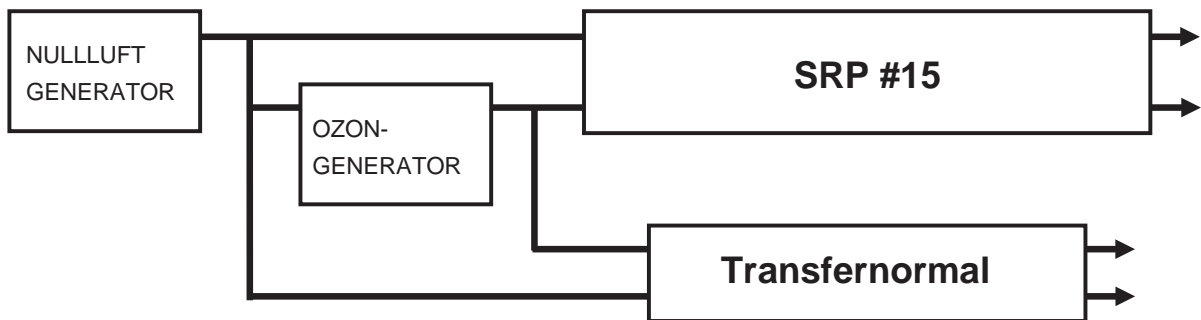 NULLLUFT
GENERATOR
SRP #15
OZON-
GENERATOR
Transfernormal